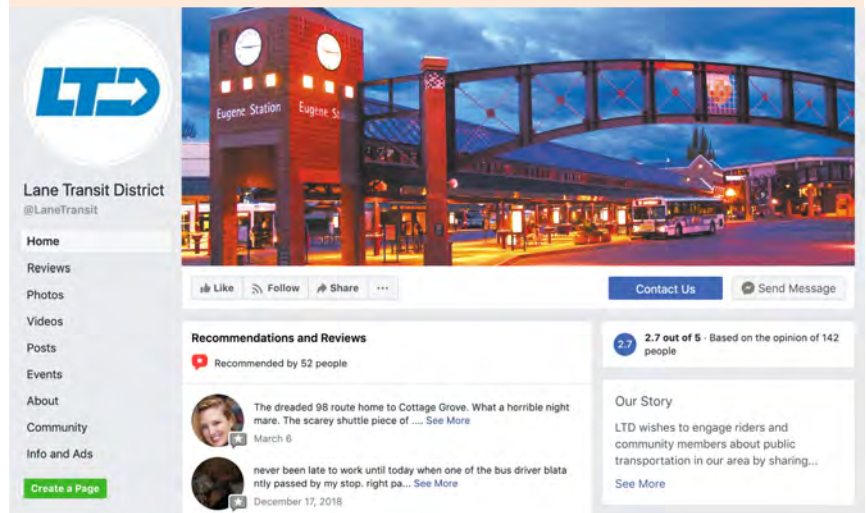 LTD
Eugene Station
Eugene St
Lane Transit District
@LaneTransit
Home
Reviews
Photos
Videos
Posts
Events
About
Community
Info and Ads
Create a Page
Like Follow Share ...
Contact Us
Send Message
Recommendations and Reviews
Recommended by 52 people
The dreaded 98 route home to Cottage Grove. What a horrible night
mare. The scarey shuttle piece of .... See More
March 6
never been late to work until today when one of the bus driver blata
ntly passed by my stop. right pa... See More
December 17, 2018
2.7
2.7 out of 5 · Based on the opinion of 142
people
Our Story
LTD wishes to engage riders and
community members about public
transportation in our area by sharing...
See More